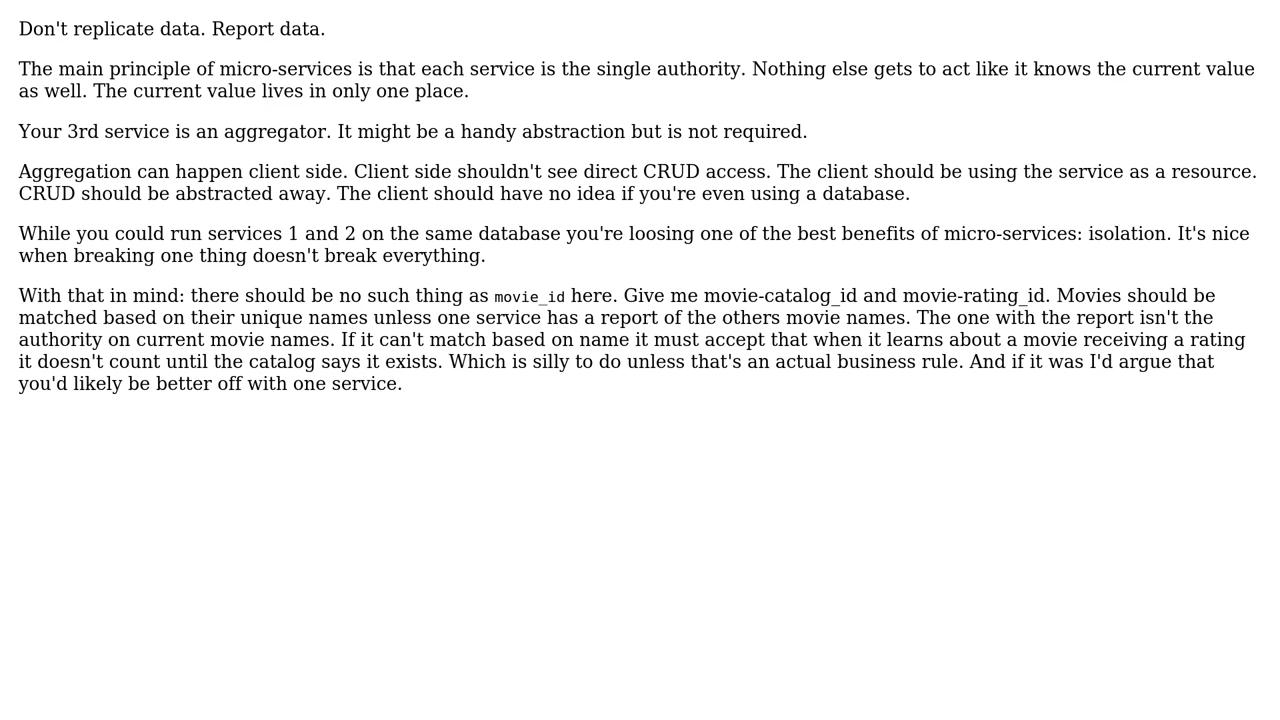 Don't replicate data. Report data.
The main principle of micro-services is that each service is the single authority. Nothing else gets to act like it knows the current value
as well. The current value lives in only one place.
Your 3rd service is an aggregator. It might be a handy abstraction but is not required.
Aggregation can happen client side. Client side shouldn't see direct CRUD access. The client should be using the service as a resource.
CRUD should be abstracted away. The client should have no idea if you're even using a database.
While you could run services 1 and 2 on the same database you're loosing one of the best benefits of micro-services: isolation. It's nice
when breaking one thing doesn't break everything.
With that in mind: there should be no such thing as movie_id here. Give me movie-catalog_id and movie-rating_id. Movies should be
matched based on their unique names unless one service has a report of the others movie names. The one with the report isn't the
authority on current movie names. If it can't match based on name it must accept that when it learns about a movie receiving a rating
it doesn't count until the catalog says it exists. Which is silly to do unless that's an actual business rule. And if it was I'd argue that
you'd likely be better off with one service.